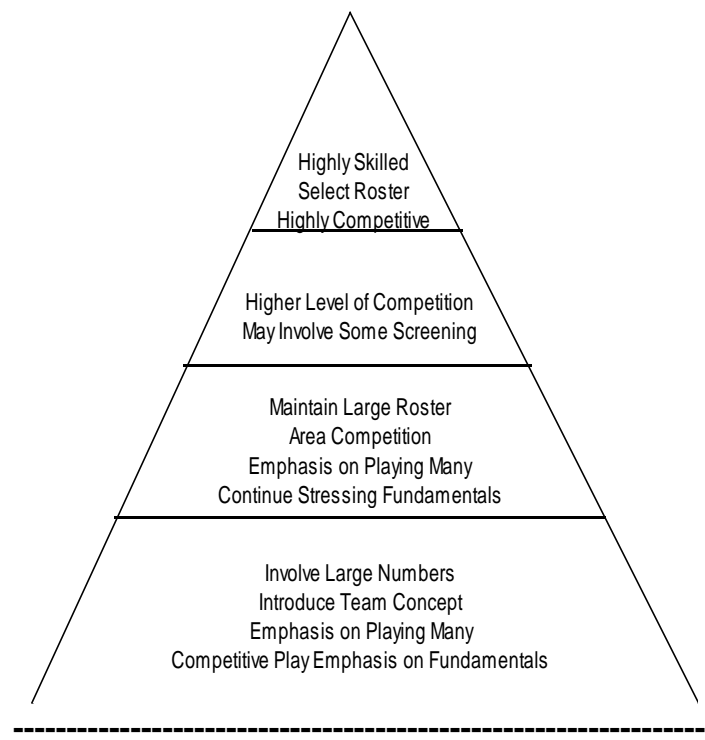 Highly Skilled
Select Roster
Highly Competitive
Higher Level of Competition
May Involve Some Screening
Maintain Large Roster
Area Competition
Emphasis on Playing Many
Continue Stressing Fundamentals
Involve Large Numbers
Introduce Team Concept
Emphasis on Playing Many
Competitive Play Emphasis on Fundamentals